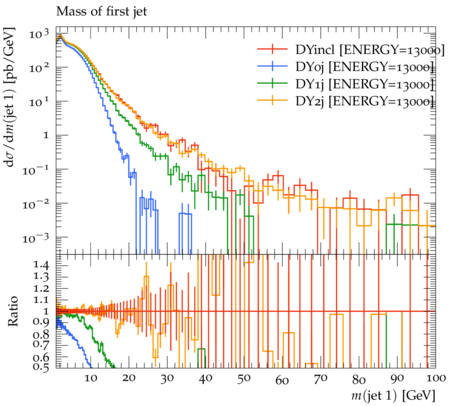 Mass of first jet
dσ/dm(jet 1) [pb/GeV]
10³
10²
10¹
1
10⁻¹
10⁻²
10⁻³
DYincl [ENERGY=13000]
DY0j [ENERGY=13000]
DY1j [ENERGY=13000]
DY2j [ENERGY=13000]
Ratio
1.4
1.3
1.2
1.1
1
0.9
0.8
0.7
0.6
0.5
10 20 30 40 50 60 70 80 90 100
m(jet 1) [GeV]